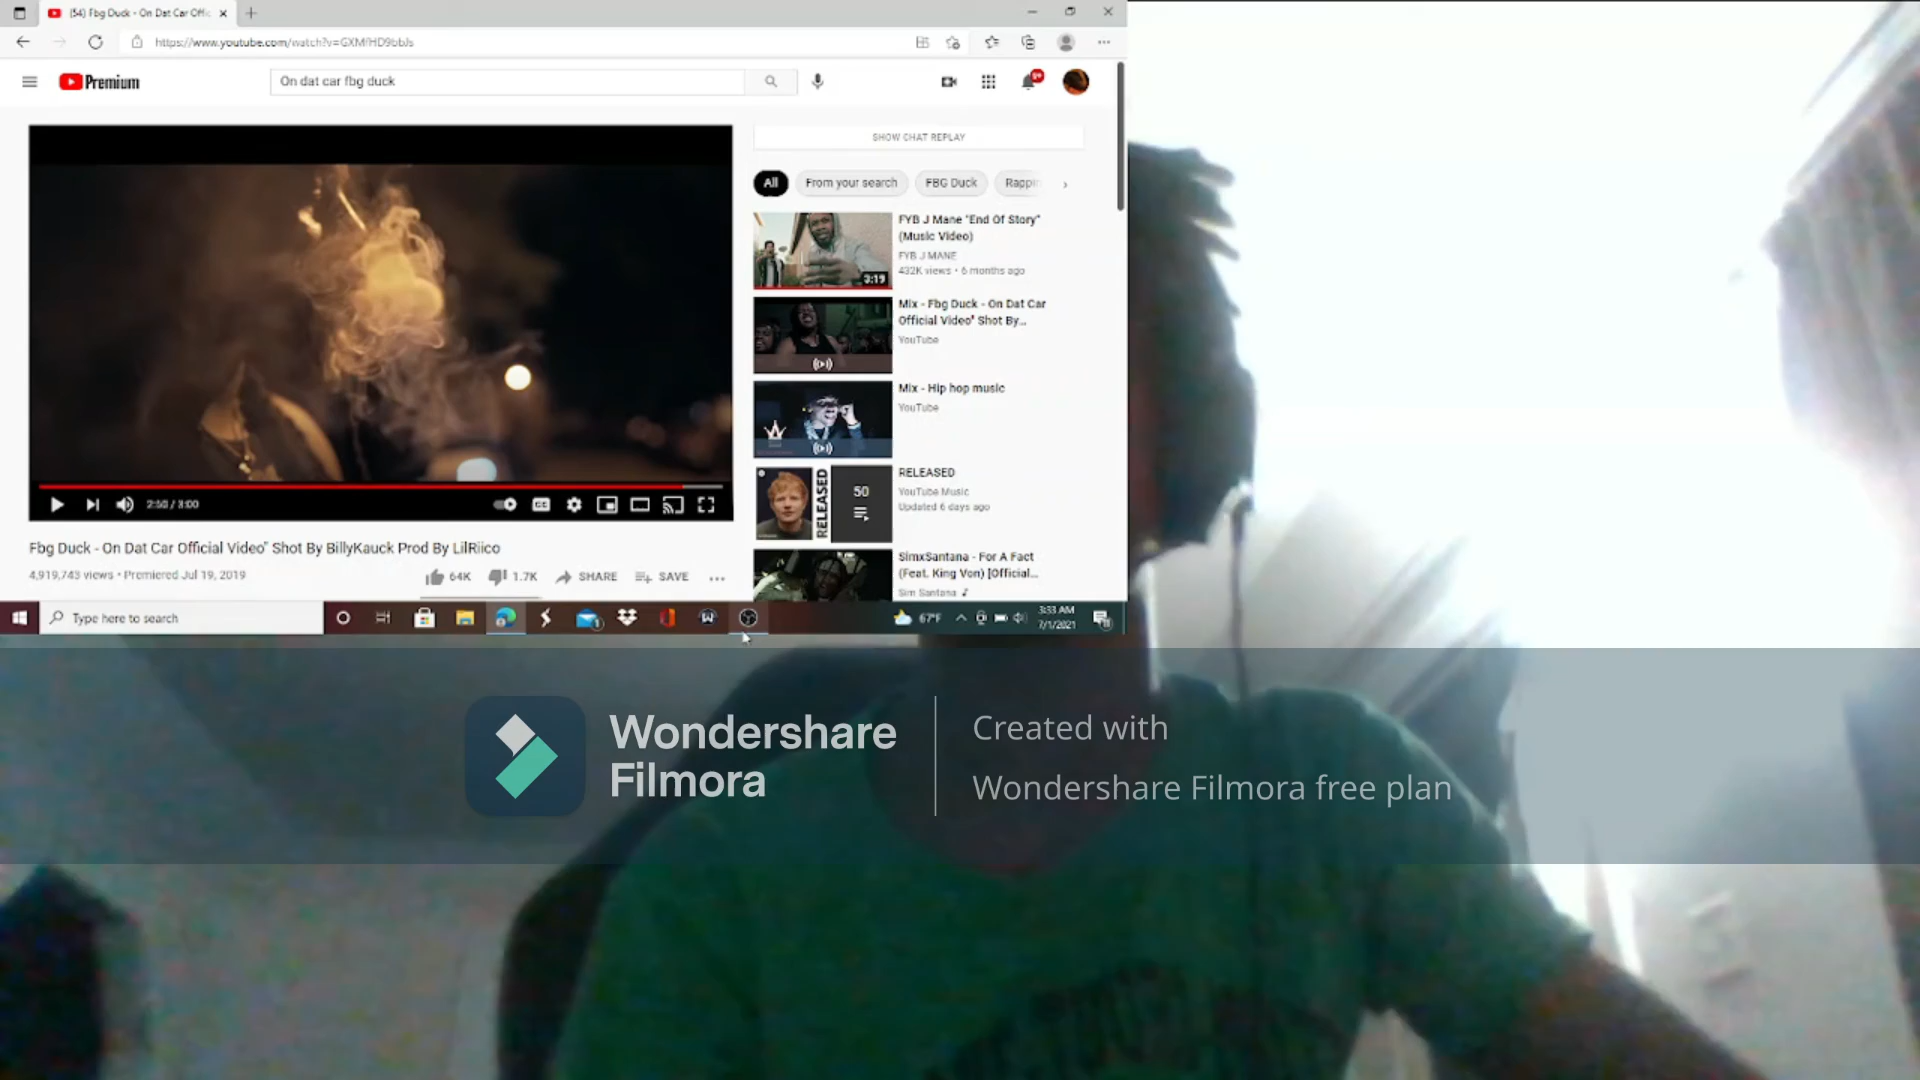 (54) Fbg Duck - On Dat Car Offic
https://www.youtube.com/watch?v=GXMfHD9bbJs
Premium
On dat car fbg duck
9+
SHOW CHAT REPLAY
All
From your search
FBG Duck
Rappin
FYB J Mane "End Of Story"
(Music Video)
FYB J MANE
432K views • 6 months ago
3:19
Mix - Fbg Duck - On Dat Car
Official Video" Shot By...
YouTube
Mix - Hip hop music
YouTube
RELEASED
50
RELEASED
YouTube Music
Updated 6 days ago
SimxSantana - For A Fact
(Feat. King Von) [Official...
Sim Santana
2:50 / 3:00
CC
Fbg Duck - On Dat Car Official Video" Shot By BillyKauck Prod By LilRiico
4,919,743 views • Premiered Jul 19, 2019
64K
1.7K
SHARE
SAVE
Type here to search
67°F
3:33 AM
7/1/2021
Wondershare
Filmora
Created with
Wondershare Filmora free plan